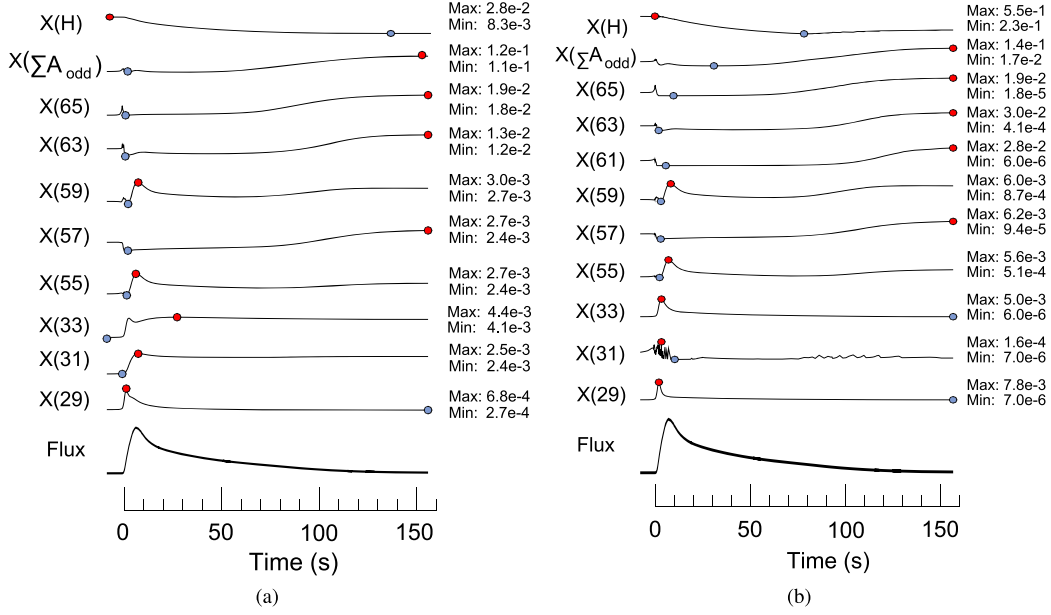 X(H)
Max: 2.8e-2
Min: 8.3e-3
X(∑A odd)
Max: 1.2e-1
Min: 1.1e-1
X(65)
Max: 1.9e-2
Min: 1.8e-2
X(63)
Max: 1.3e-2
Min: 1.2e-2
X(59)
Max: 3.0e-3
Min: 2.7e-3
X(57)
Max: 2.7e-3
Min: 2.4e-3
X(55)
Max: 2.7e-3
Min: 2.4e-3
X(33)
Max: 4.4e-3
Min: 4.1e-3
X(31)
Max: 2.5e-3
Min: 2.4e-3
X(29)
Max: 6.8e-4
Min: 2.7e-4
Flux
0 50 100 150
Time (s)
(a)
X(H)
Max: 5.5e-1
Min: 2.3e-1
X(∑A odd)
Max: 1.4e-1
Min: 1.7e-2
X(65)
Max: 1.9e-2
Min: 1.8e-5
X(63)
Max: 3.0e-2
Min: 4.1e-4
X(61)
Max: 2.8e-2
Min: 6.0e-6
X(59)
Max: 6.0e-3
Min: 8.7e-4
X(57)
Max: 6.2e-3
Min: 9.4e-5
X(55)
Max: 5.6e-3
Min: 5.1e-4
X(33)
Max: 5.0e-3
Min: 6.0e-6
X(31)
Max: 1.6e-4
Min: 7.0e-6
X(29)
Max: 7.8e-3
Min: 7.0e-6
Flux
0 50 100 150
Time (s)
(b)